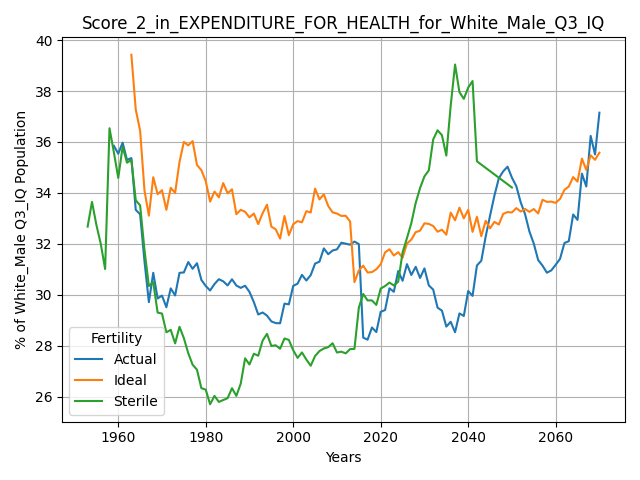 Score_2_in_EXPENDITURE_FOR_HEALTH_for_White_Male_Q3_IQ
% of White_Male Q3_IQ Population
40
38
36
34
32
30
28
26
Fertility
Actual
Ideal
Sterile
1960
1980
2000
2020
2040
2060
Years